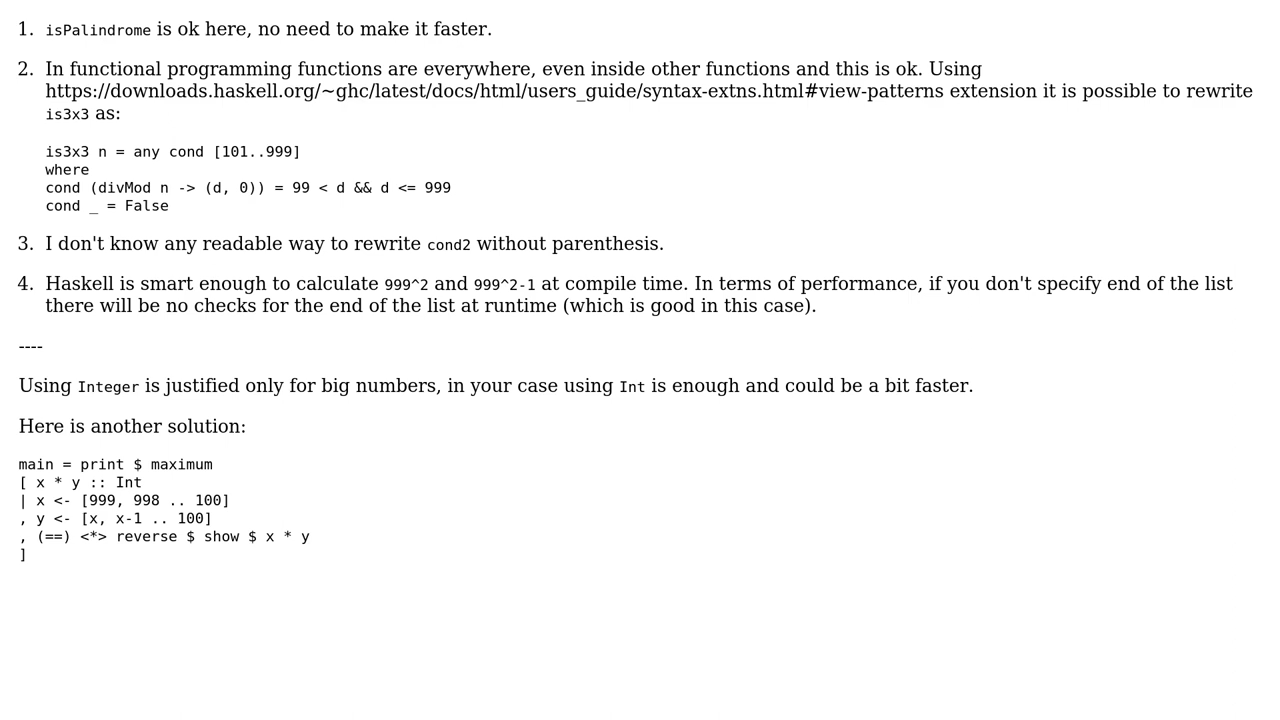 1. isPalindrome is ok here, no need to make it faster.
2. In functional programming functions are everywhere, even inside other functions and this is ok. Using
https://downloads.haskell.org/~ghc/latest/docs/html/users_guide/syntax-extns.html#view-patterns extension it is possible to rewrite
is3x3 as:
is3x3 n = any cond [101..999]
where
cond (divMod n -> (d, 0)) = 99 < d && d <= 999
cond _ = False
3. I don't know any readable way to rewrite cond2 without parenthesis.
4. Haskell is smart enough to calculate 999^2 and 999^2-1 at compile time. In terms of performance, if you don't specify end of the list
there will be no checks for the end of the list at runtime (which is good in this case).
----
Using Integer is justified only for big numbers, in your case using Int is enough and could be a bit faster.
Here is another solution:
main = print $ maximum
[ x * y :: Int
| x <- [999, 998 .. 100]
, y <- [x, x-1 .. 100]
, (==) <*> reverse $ show $ x * y
]